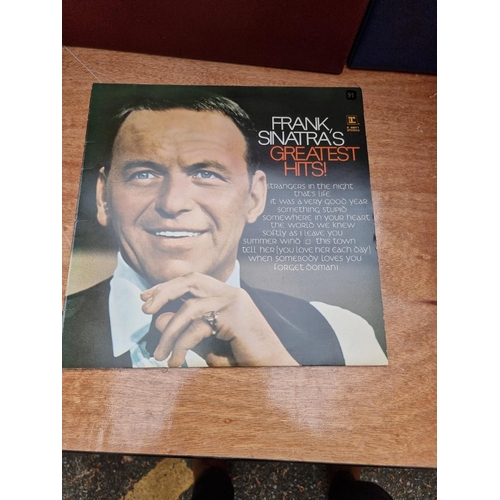 FRANK
SINATRA'S
GREATEST
HITS!
STRANGERS IN THE NIGHT
THAT'S LIFE
IT WAS A VERY GOOD YEAR
SOMETHING STUPID
SOMEWHERE IN YOUR HEART
THE WORLD WE KNEW
SOFTLY AS I LEAVE YOU
SUMMER WIND THIS TOWN
TELL HER [YOU LOVE HER EACH DAY]
WHEN SOMEBODY LOVES YOU
FORGET DOMANI